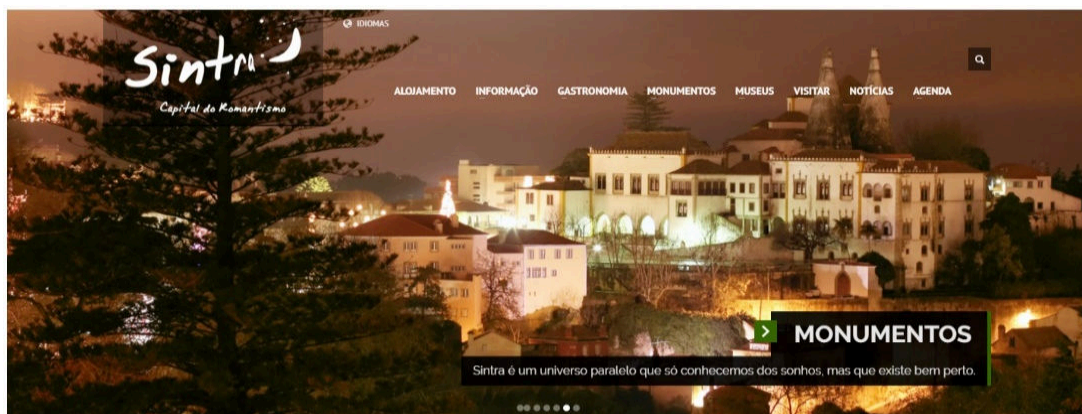 IDIOMAS
Sintra
Capital do Romantismo
ALOJAMENTO INFORMAÇÃO GASTRONOMIA MONUMENTOS MUSEUS VISITAR NOTÍCIAS AGENDA
MONUMENTOS
Sintra é um universo paralelo que só conhecemos dos sonhos, mas que existe bem perto.